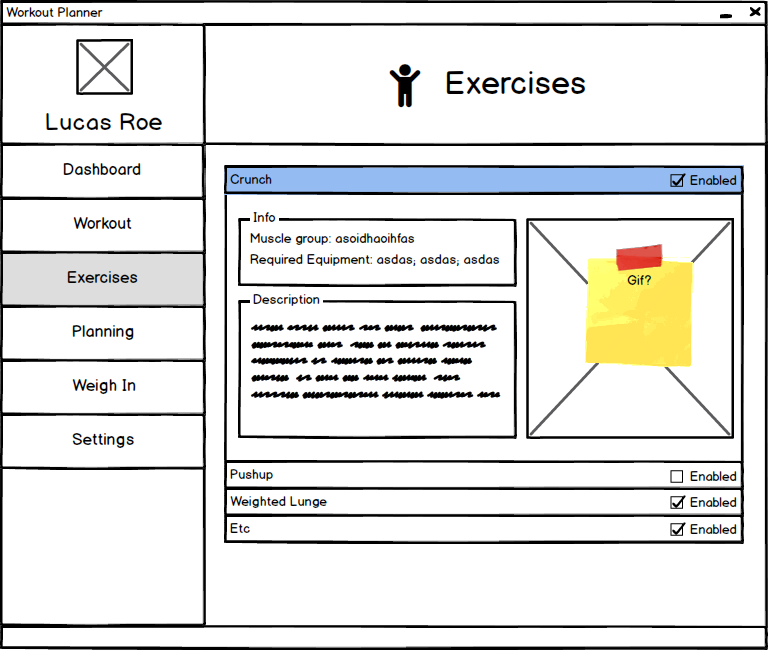 Workout Planner
Lucas Roe
Exercises
Dashboard
Workout
Exercises
Planning
Weigh In
Settings
Crunch
Enabled
Info
Muscle group: asoidhaoihfas
Required Equipment: asdas; asdas; asdas
Description
Gif?
Pushup
Enabled
Weighted Lunge
Enabled
Etc
Enabled